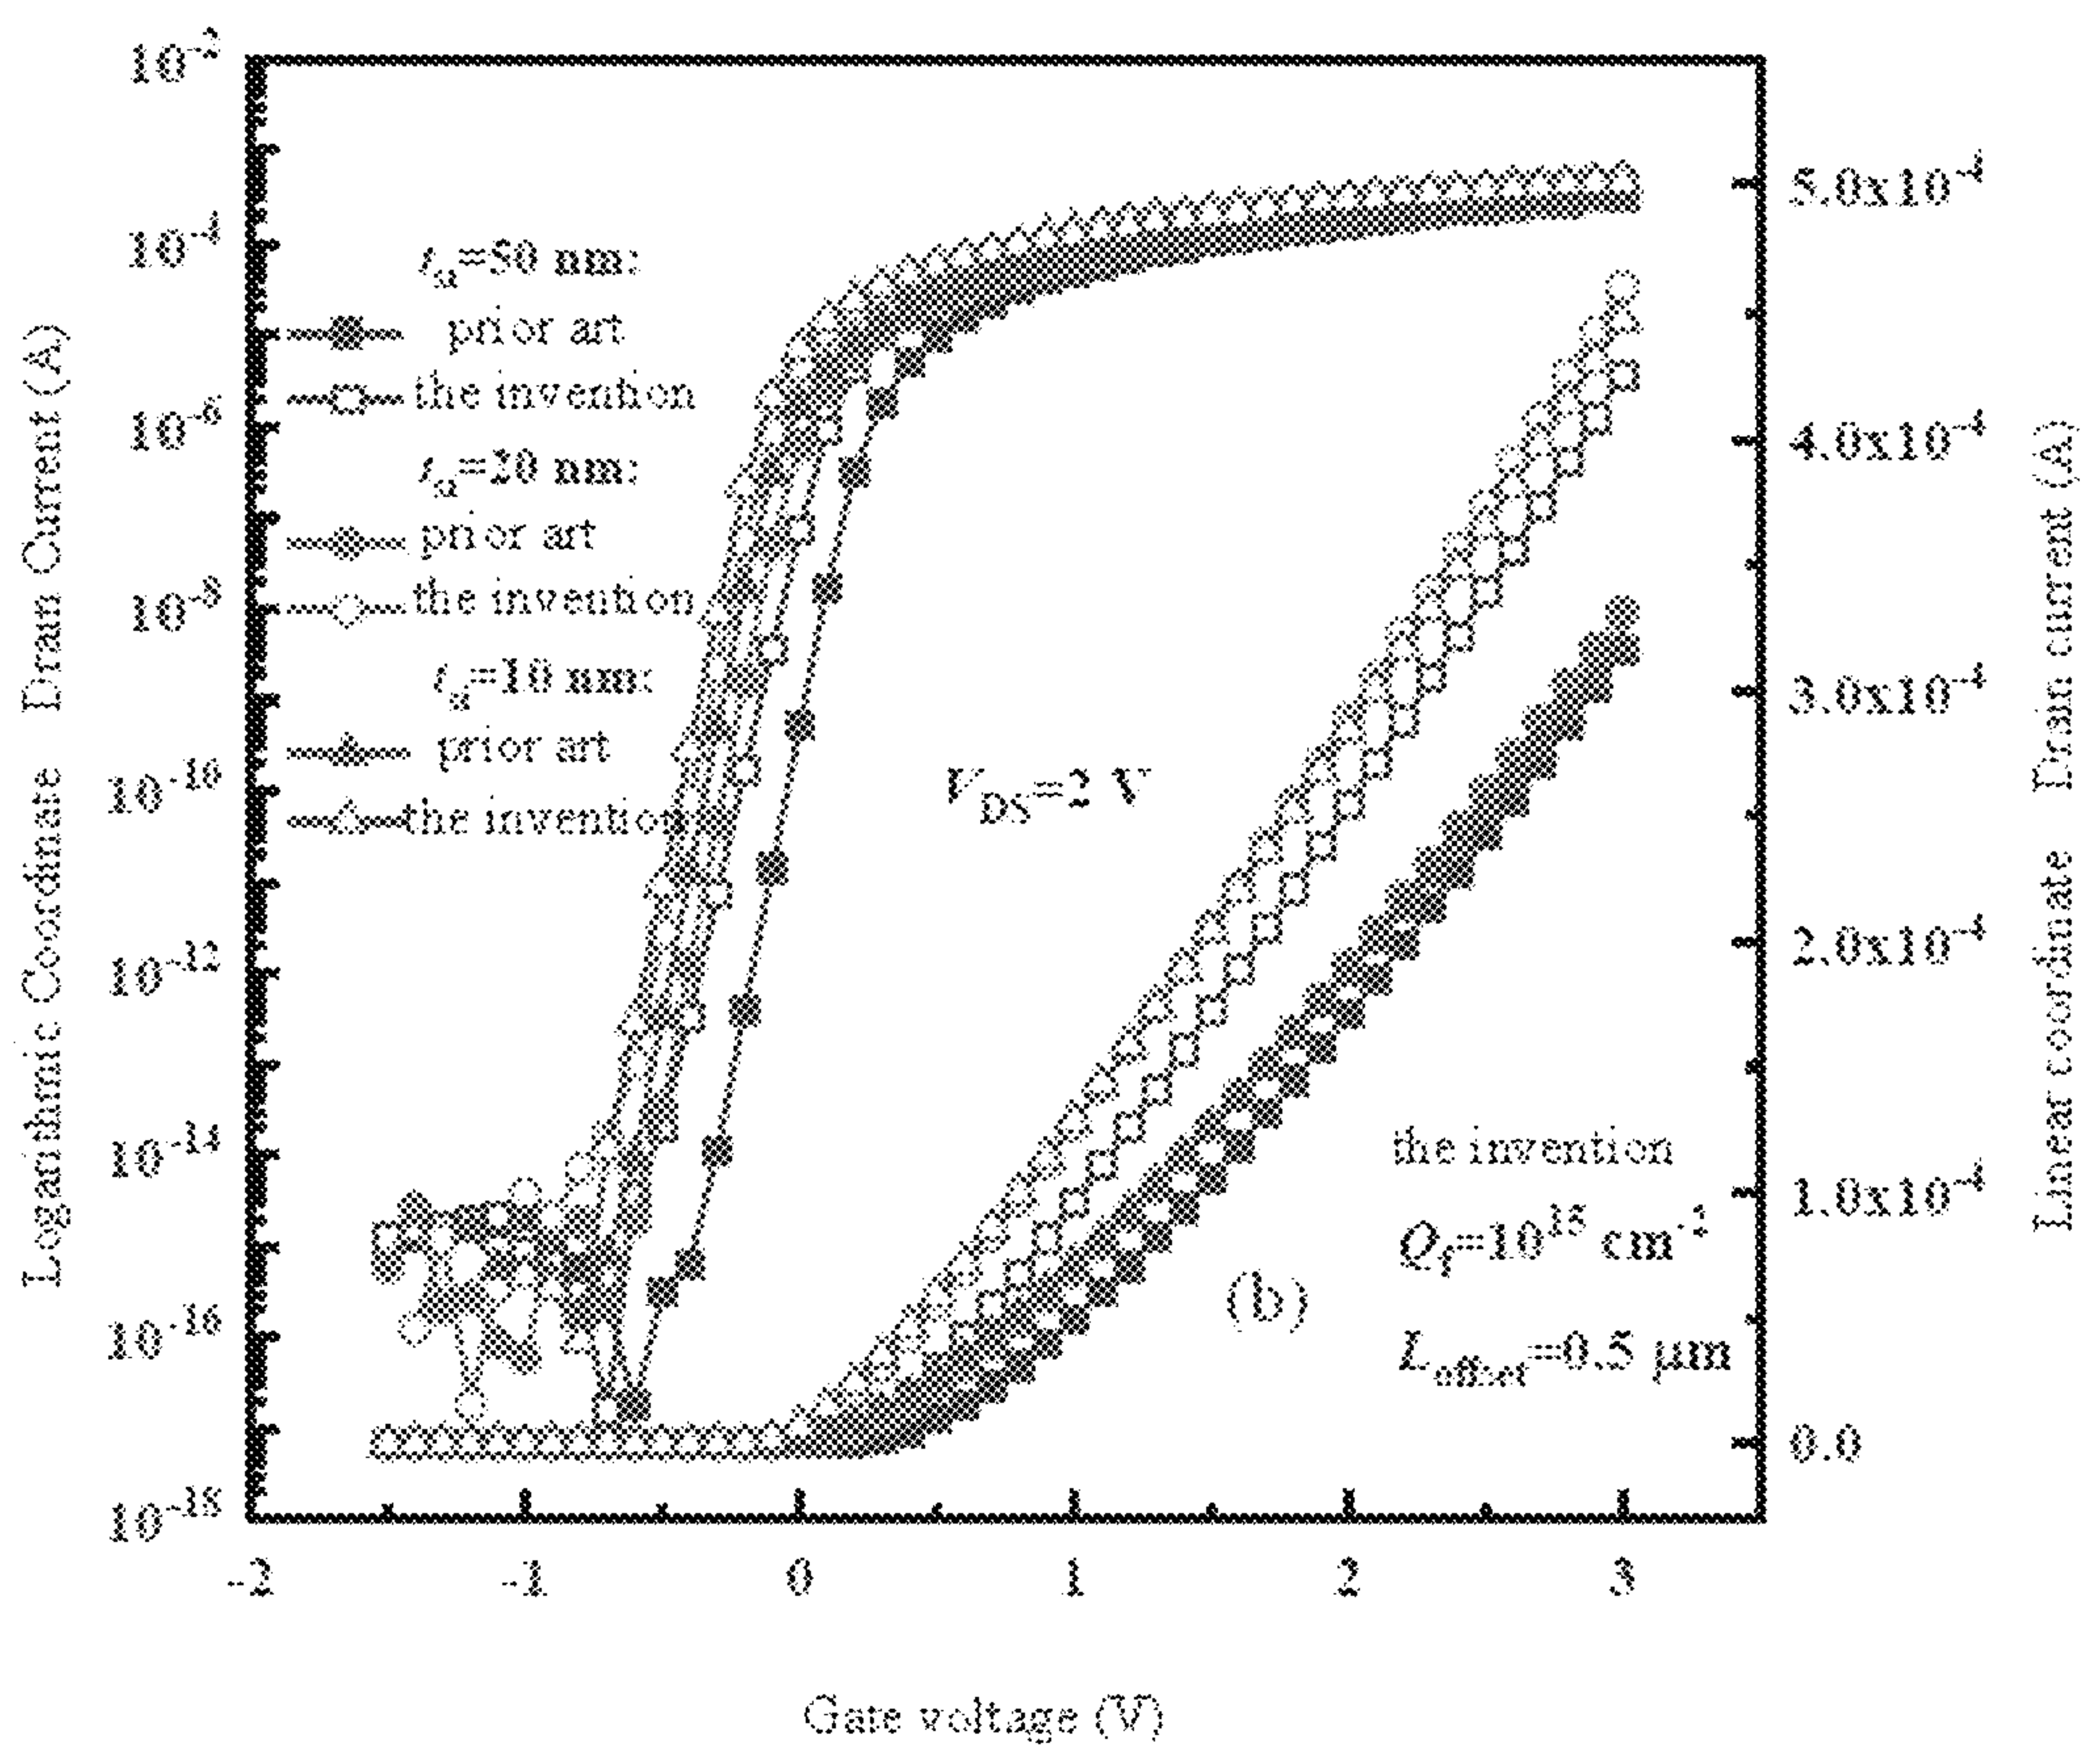 10-2
10-4
10-6
10-8
10-10
10-12
10-14
10-16
10-18
Logarithmic Coordinate Drain Current (A)
tα=50 nm:
prior art
the invention
tα=20 nm:
prior art
the invention
tα=10 nm:
prior art
the invention
VDS=2 V
the invention
Qf=1015 cm-2
(b)
Loffset=0.5 μm
5.0x10-4
4.0x10-4
3.0x10-4
2.0x10-4
1.0x10-4
0.0
Linear coordinate Drain current (A)
-2 -1 0 1 2 3
Gate voltage (V)